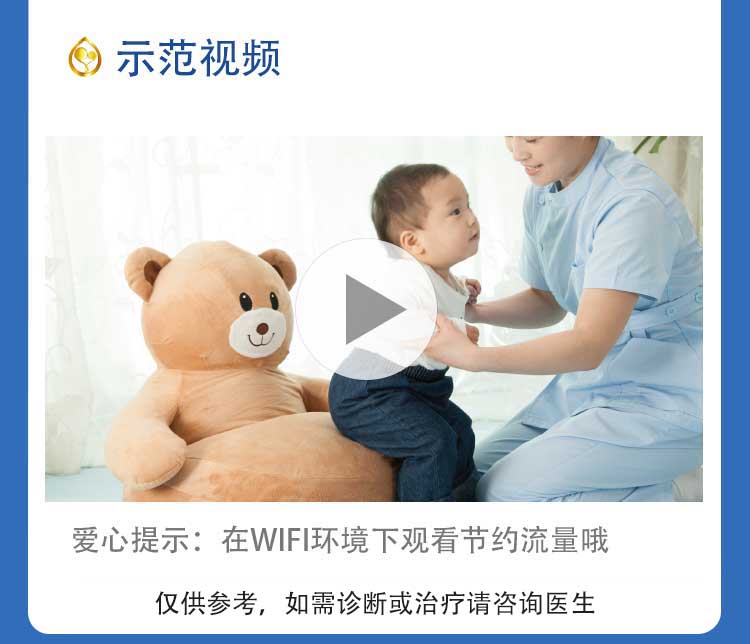 示范视频
爱心提示：在WIFI环境下观看节约流量哦
仅供参考，如需诊断或治疗请咨询医生